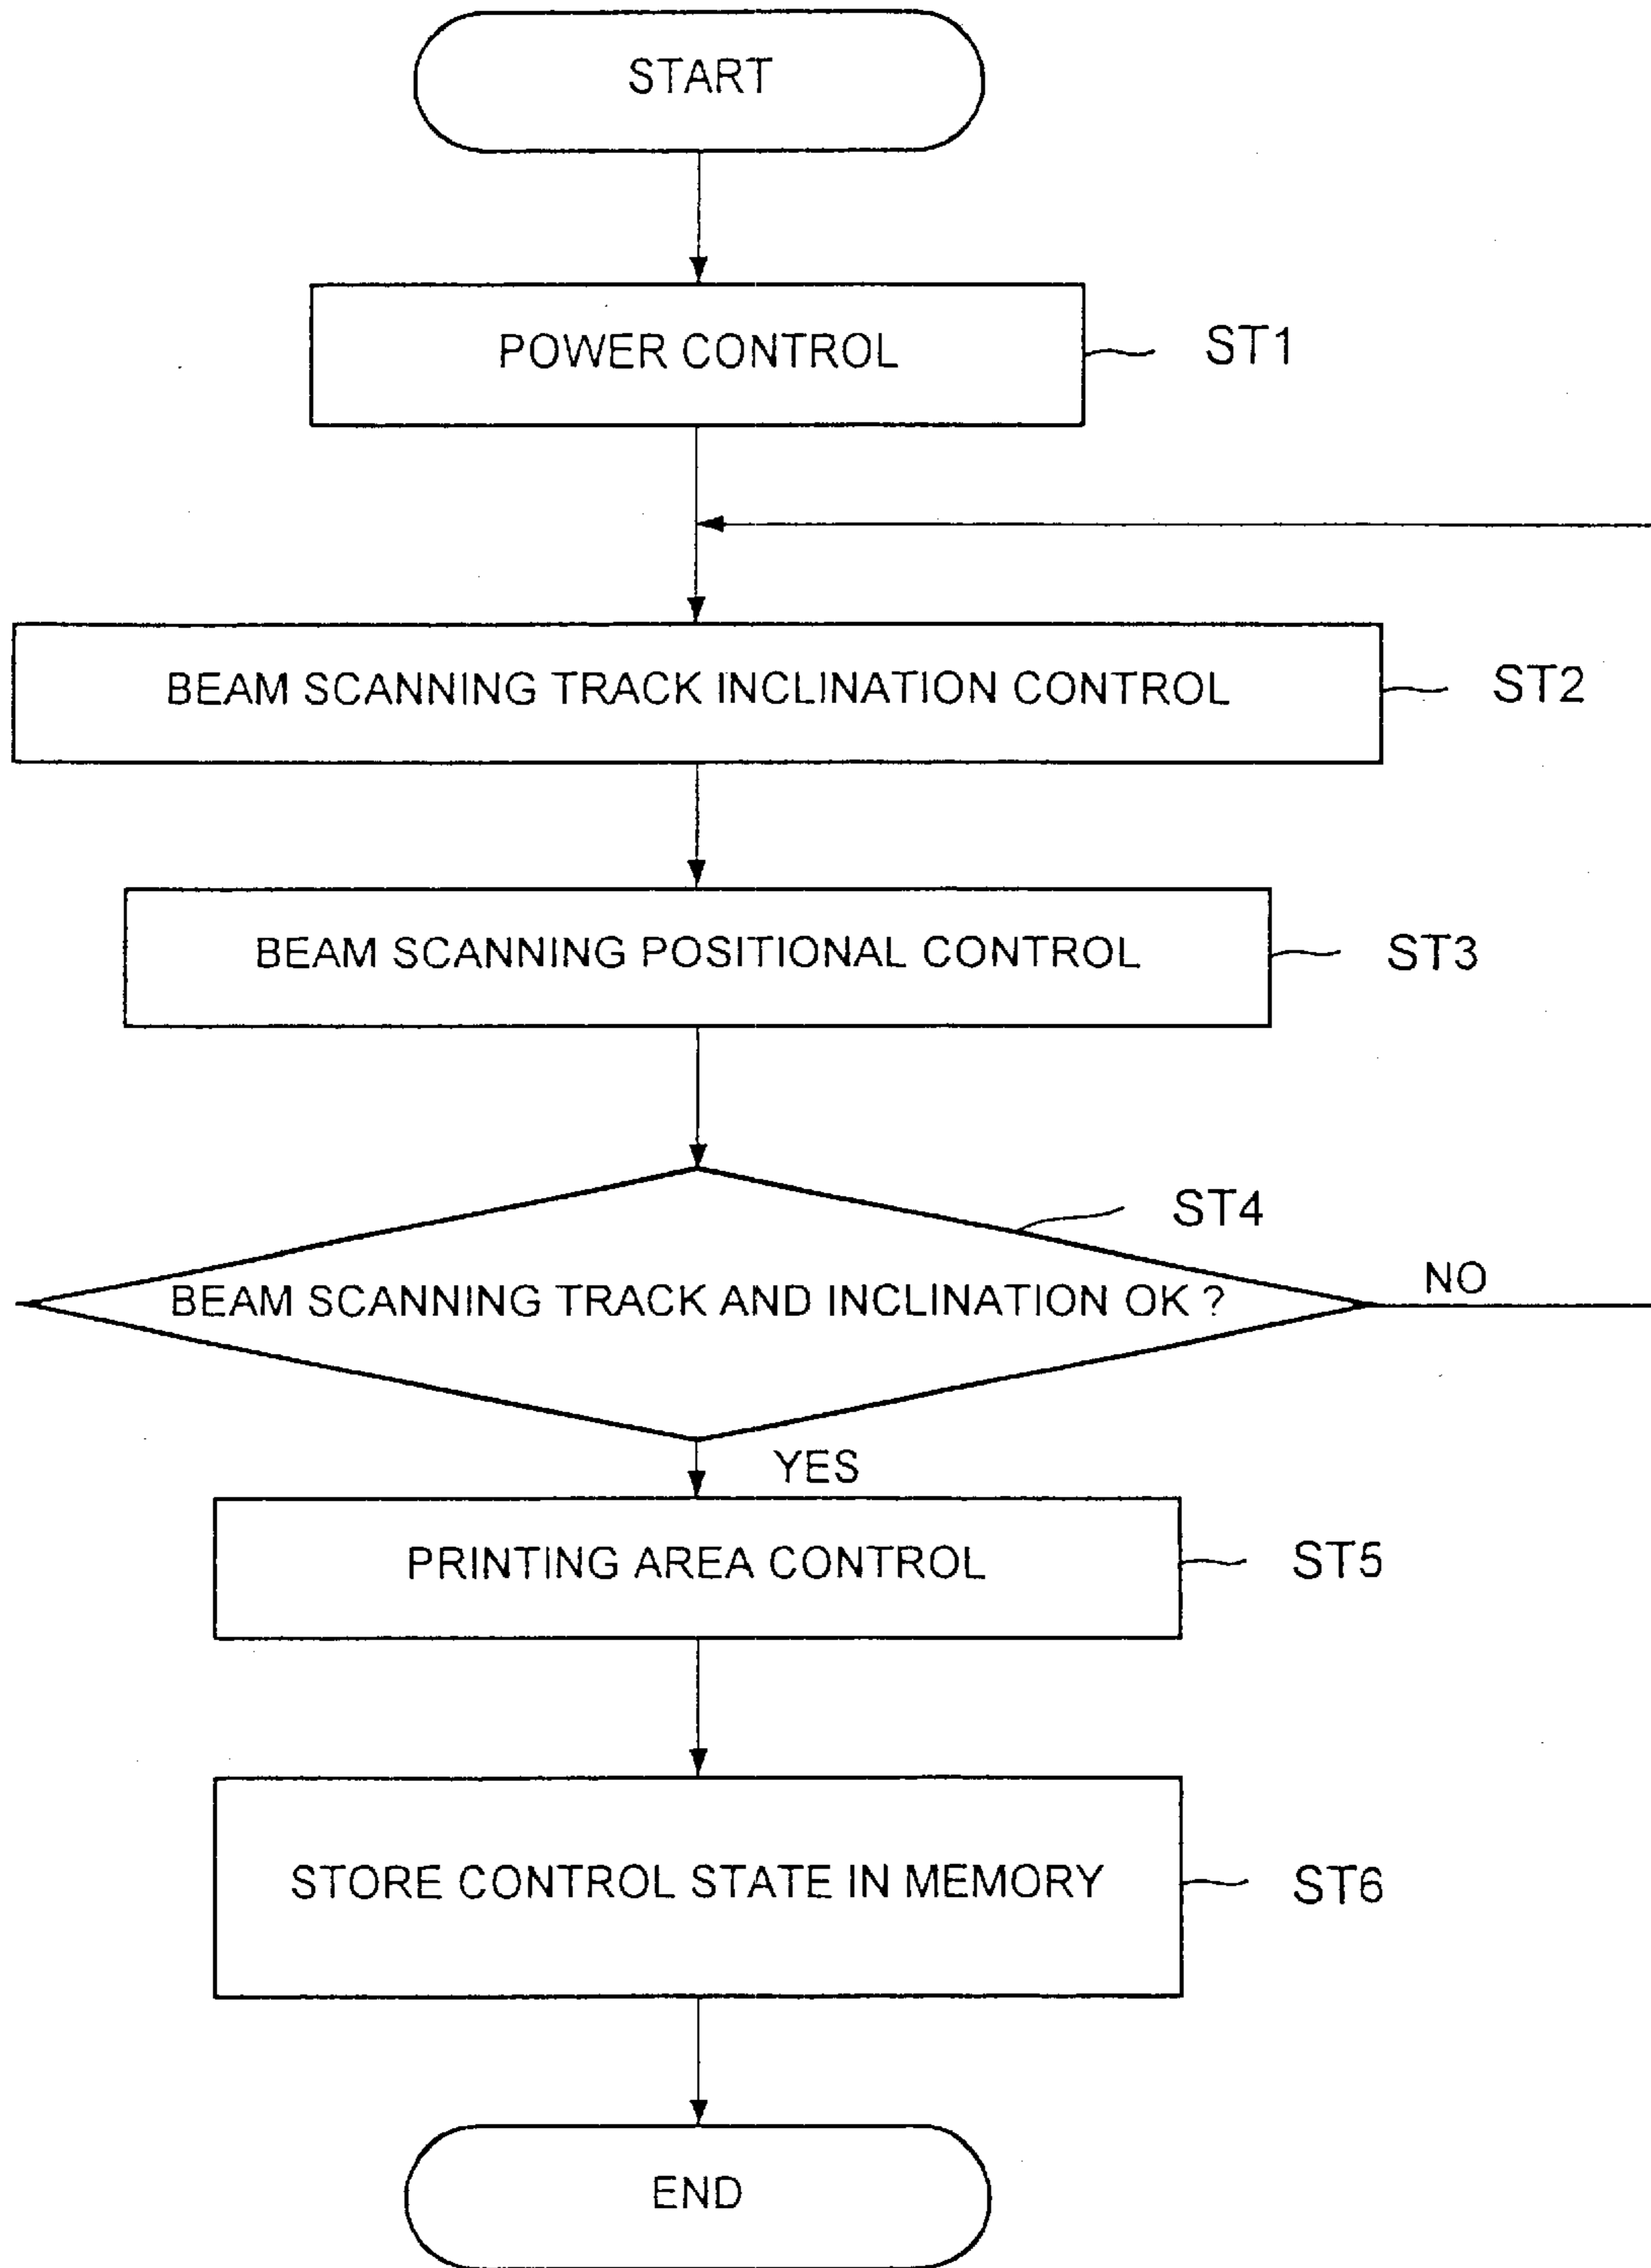 START
POWER CONTROL
ST1
BEAM SCANNING TRACK INCLINATION CONTROL
ST2
BEAM SCANNING POSITIONAL CONTROL
ST3
ST4
BEAM SCANNING TRACK AND INCLINATION OK ?
NO
YES
PRINTING AREA CONTROL
ST5
STORE CONTROL STATE IN MEMORY
ST6
END